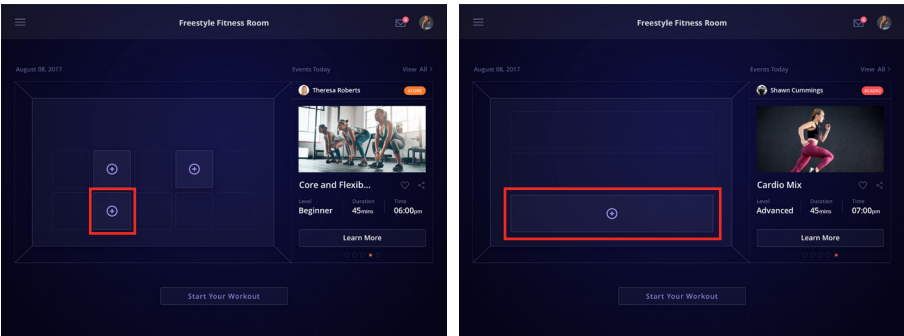 Freestyle Fitness Room
August 08, 2017
Events Today
View All >
Theresa Roberts
#CORE
Core and Flexib...
Level
Duration
Time
Beginner
45mins
06:00pm
Learn More
Start Your Workout
Freestyle Fitness Room
August 08, 2017
Events Today
View All >
Shawn Cummings
#CADIO
Cardio Mix
Level
Duration
Time
Advanced
45mins
07:00pm
Learn More
Start Your Workout